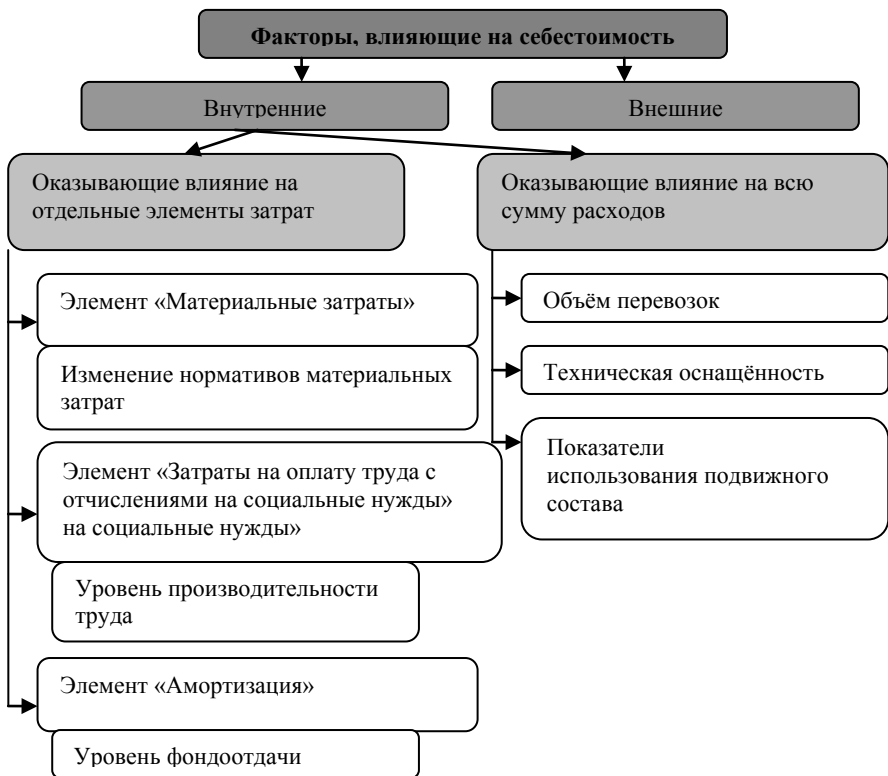 Факторы, влияющие на себестоимость
Внутренние
Внешние
Оказывающие влияние на
отдельные элементы затрат
Оказывающие влияние на всю
сумму расходов
Элемент «Материальные затраты»
Изменение нормативов материальных
затрат
Элемент «Затраты на оплату труда с
отчислениями на социальные нужды»
на социальные нужды»
Уровень производительности
труда
Элемент «Амортизация»
Уровень фондоотдачи
Объём перевозок
Техническая оснащённость
Показатели
использования подвижного
состава